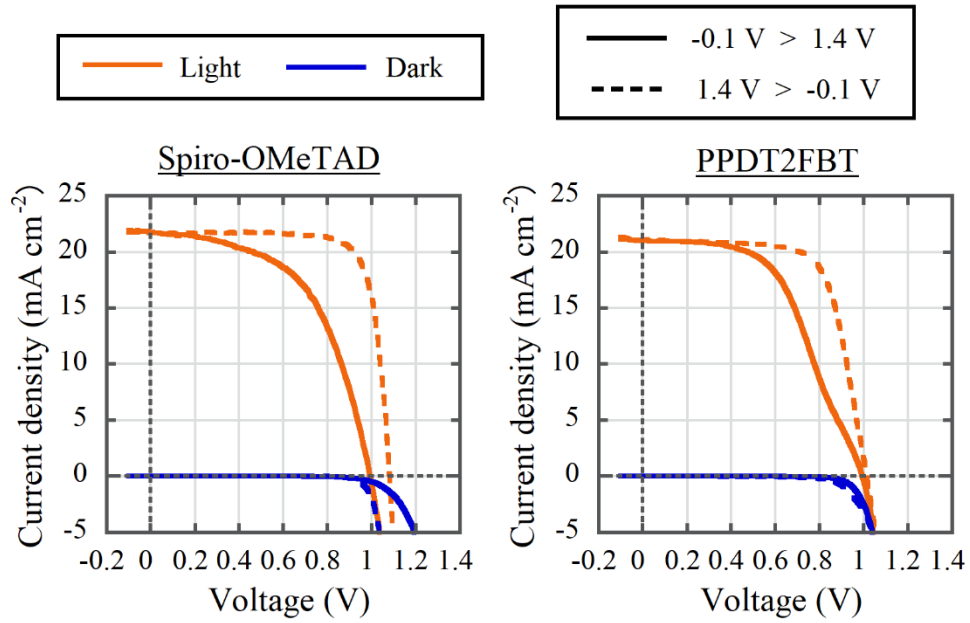 Light Dark
-0.1 V > 1.4 V
1.4 V > -0.1 V
Spiro-OMeTAD
25
20
15
10
5
0
-5
-0.2 0 0.2 0.4 0.6 0.8 1 1.2 1.4
Voltage (V)
Current density (mA cm⁻²)
PPDT2FBT
25
20
15
10
5
0
-5
-0.2 0 0.2 0.4 0.6 0.8 1 1.2 1.4
Voltage (V)
Current density (mA cm⁻²)